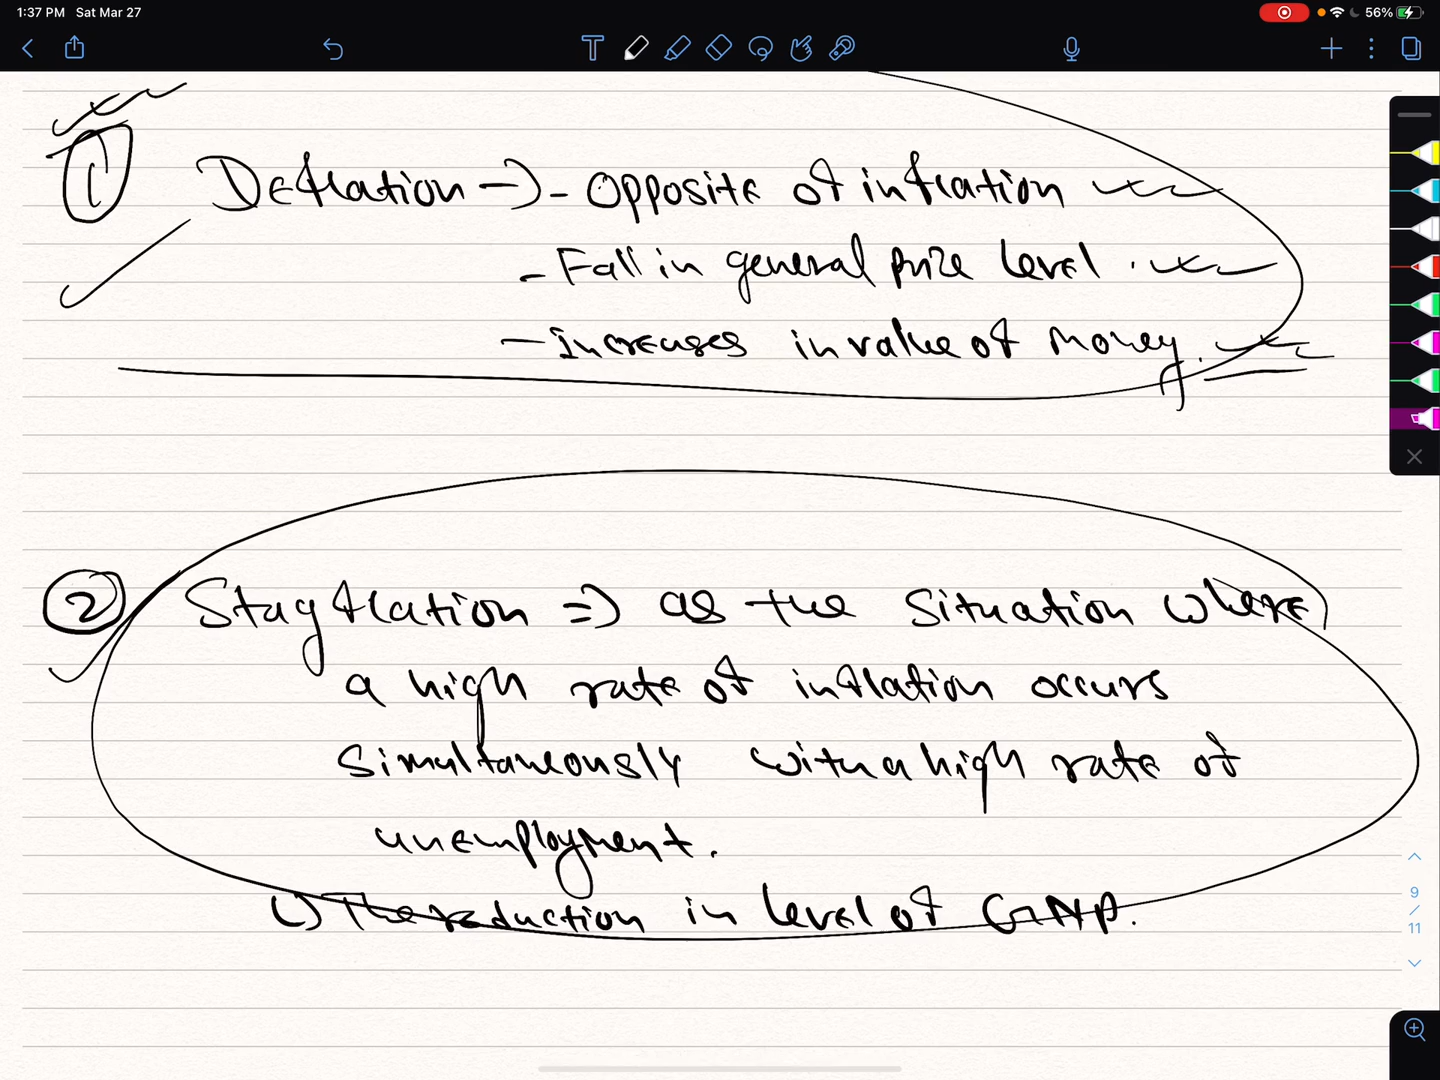 1:37 PM Sat Mar 27
56%
① Deflation → - Opposite of inflation
- Fall in general price level.
- increases in value of money.
② Stagflation ⇒ as the situation where
a high rate of inflation occurs
simultaneously with a high rate of
unemployment.
↳ The reduction in level of GNP.
9
/
11